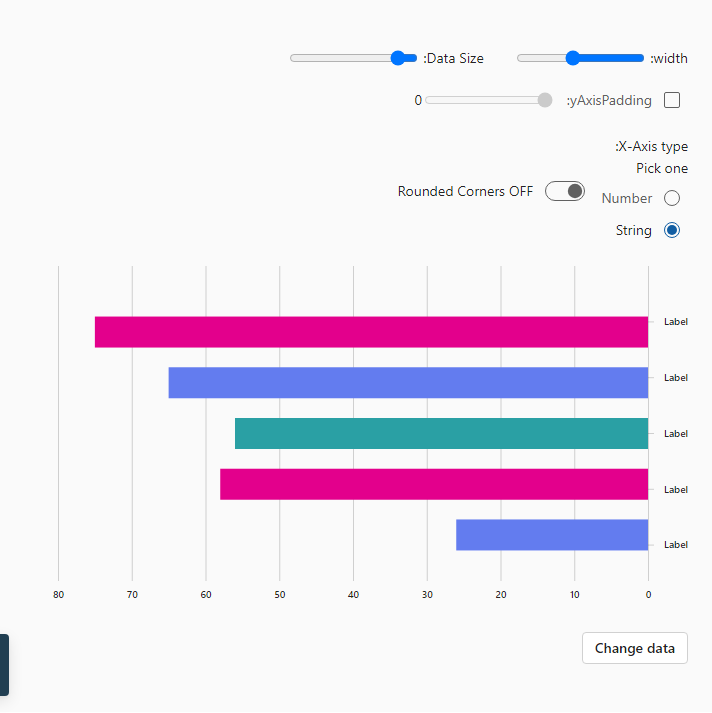 :width
:Data Size
:yAxisPadding
0
:X-Axis type
Pick one
Number
String
Rounded Corners OFF
Label
Label
Label
Label
Label
80 70 60 50 40 30 20 10 0
Change data